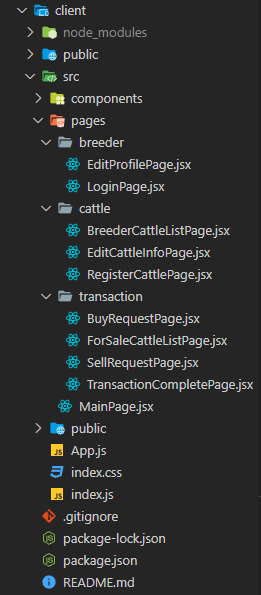 client
node_modules
public
src
components
pages
breeder
EditProfilePage.jsx
LoginPage.jsx
cattle
BreederCattleListPage.jsx
EditCattleInfoPage.jsx
RegisterCattlePage.jsx
transaction
BuyRequestPage.jsx
ForSaleCattleListPage.jsx
SellRequestPage.jsx
TransactionCompletePage.jsx
MainPage.jsx
public
JS App.js
index.css
JS index.js
.gitignore
package-lock.json
package.json
README.md